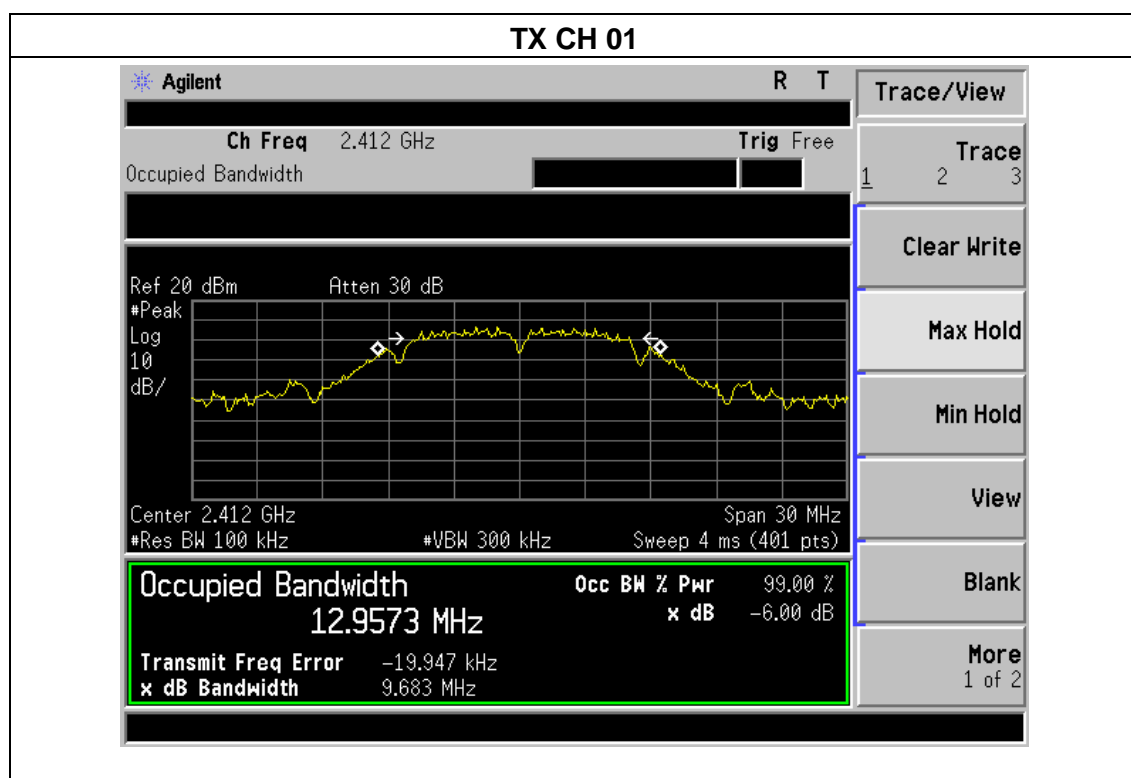 TX CH 01
Agilent R T
Trace/View
Ch Freq 2.412 GHz Trig Free
Occupied Bandwidth
Trace
1 2 3
Clear Write
Ref 20 dBm Atten 30 dB
#Peak
Log
10
dB/
Max Hold
Min Hold
View
Center 2.412 GHz Span 30 MHz
#Res BW 100 kHz #VBW 300 kHz Sweep 4 ms (401 pts)
Occupied Bandwidth Occ BW % Pwr 99.00 %
12.9573 MHz x dB -6.00 dB
Blank
Transmit Freq Error -19.947 kHz
x dB Bandwidth 9.683 MHz
More
1 of 2